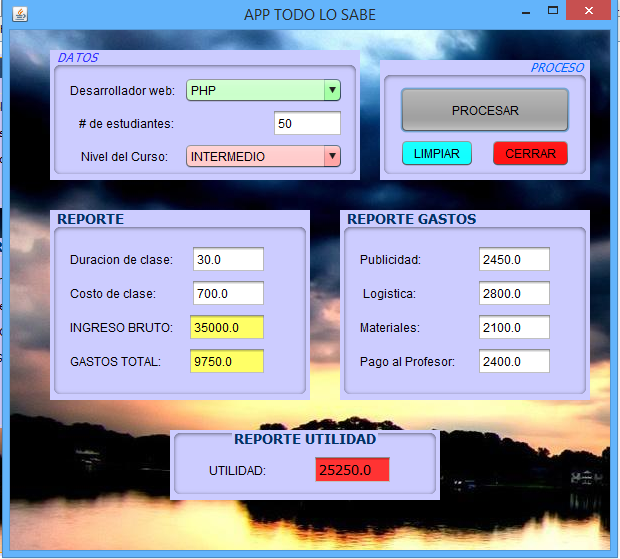 APP TODO LO SABE
DATOS
Desarrollador web: PHP
# de estudiantes: 50
Nivel del Curso: INTERMEDIO
PROCESO
PROCESAR
LIMPIAR CERRAR
REPORTE
Duracion de clase: 30.0
Costo de clase: 700.0
INGRESO BRUTO: 35000.0
GASTOS TOTAL: 9750.0
REPORTE GASTOS
Publicidad: 2450.0
Logistica: 2800.0
Materiales: 2100.0
Pago al Profesor: 2400.0
REPORTE UTILIDAD
UTILIDAD: 25250.0